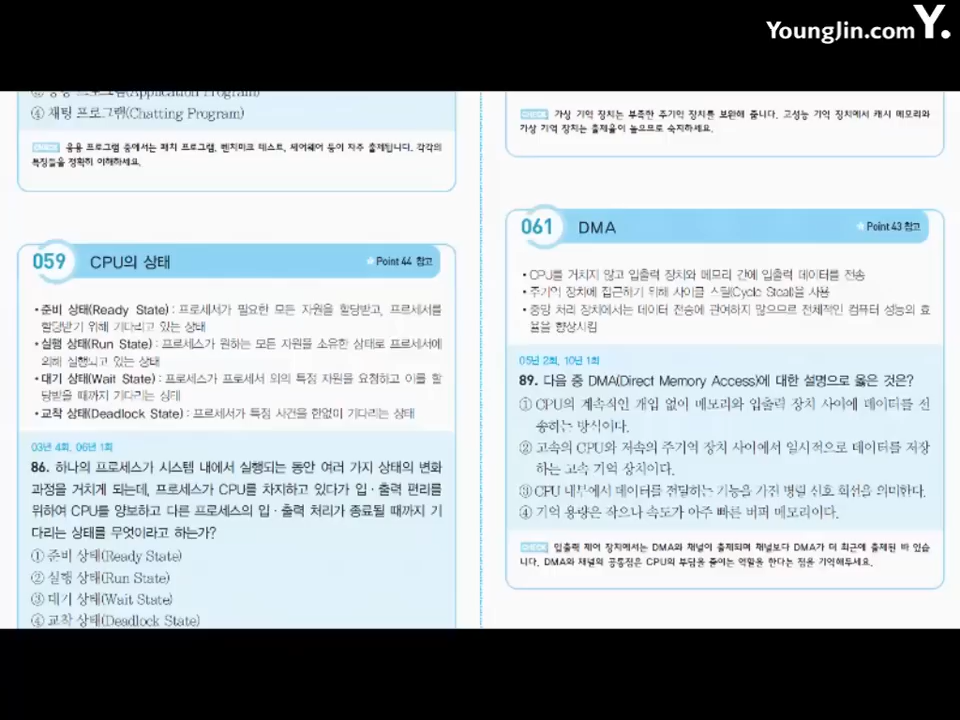 YoungJin.com Y.
④ 채팅 프로그램(Chatting Program)
CHECK 응용 프로그램 중에서는 패치 프로그램, 벤치마크 테스트, 셰어웨어 등이 자주 출제됩니다. 각각의
특징들을 정확히 이해하세요.
059 CPU의 상태 Point 44 참고
• 준비 상태(Ready State) : 프로세서가 필요한 모든 자원을 할당받고, 프로세서를
할당받기 위해 기다리고 있는 상태
• 실행 상태(Run State) : 프로세스가 원하는 모든 자원을 소유한 상태로 프로세서에
의해 실행되고 있는 상태
• 대기 상태(Wait State) : 프로세스가 프로세서 외의 특정 자원을 요청하고 이를 할
당받을 때까지 기다리는 상태
• 교착 상태(Deadlock State) : 프로세서가 특정 사건을 한없이 기다리는 상태
03년 4회, 06년 1회
86. 하나의 프로세스가 시스템 내에서 실행되는 동안 여러 가지 상태의 변화
과정을 거치게 되는데, 프로세스가 CPU를 차지하고 있다가 입·출력 편리를
위하여 CPU를 양보하고 다른 프로세스의 입·출력 처리가 종료될 때까지 기
다리는 상태를 무엇이라고 하는가?
① 준비 상태(Ready State)
② 실행 상태(Run State)
③ 대기 상태(Wait State)
④ 교착 상태(Deadlock State)
CHECK 가상 기억 장치는 부족한 주기억 장치를 보완해 줍니다. 고성능 기억 장치에서 캐시 메모리와
가상 기억 장치는 출제율이 높으므로 숙지하세요.
061 DMA Point 43 참고
• CPU를 거치지 않고 입출력 장치와 메모리 간에 입출력 데이터를 전송
• 주기억 장치에 접근하기 위해 사이클 스틸(Cycle Steal)을 사용
• 중앙 처리 장치에서는 데이터 전송에 관여하지 않으므로 전체적인 컴퓨터 성능의 효
율을 향상시킴
05년 2회, 10년 1회
89. 다음 중 DMA(Direct Memory Access)에 대한 설명으로 옳은 것은?
① CPU의 계속적인 개입 없이 메모리와 입출력 장치 사이에 데이터를 전
송하는 방식이다.
② 고속의 CPU와 저속의 주기억 장치 사이에서 일시적으로 데이터를 저장
하는 고속 기억 장치이다.
③ CPU 내부에서 데이터를 전달하는 기능을 가진 병렬 신호 회선을 의미한다.
④ 기억 용량은 작으나 속도가 아주 빠른 버퍼 메모리이다.
CHECK 입출력 제어 장치에서는 DMA와 채널이 출제되며 채널보다 DMA가 더 최근에 출제된 바 있습
니다. DMA와 채널의 공통점은 CPU의 부담을 줄이는 역할을 한다는 점을 기억해두세요.